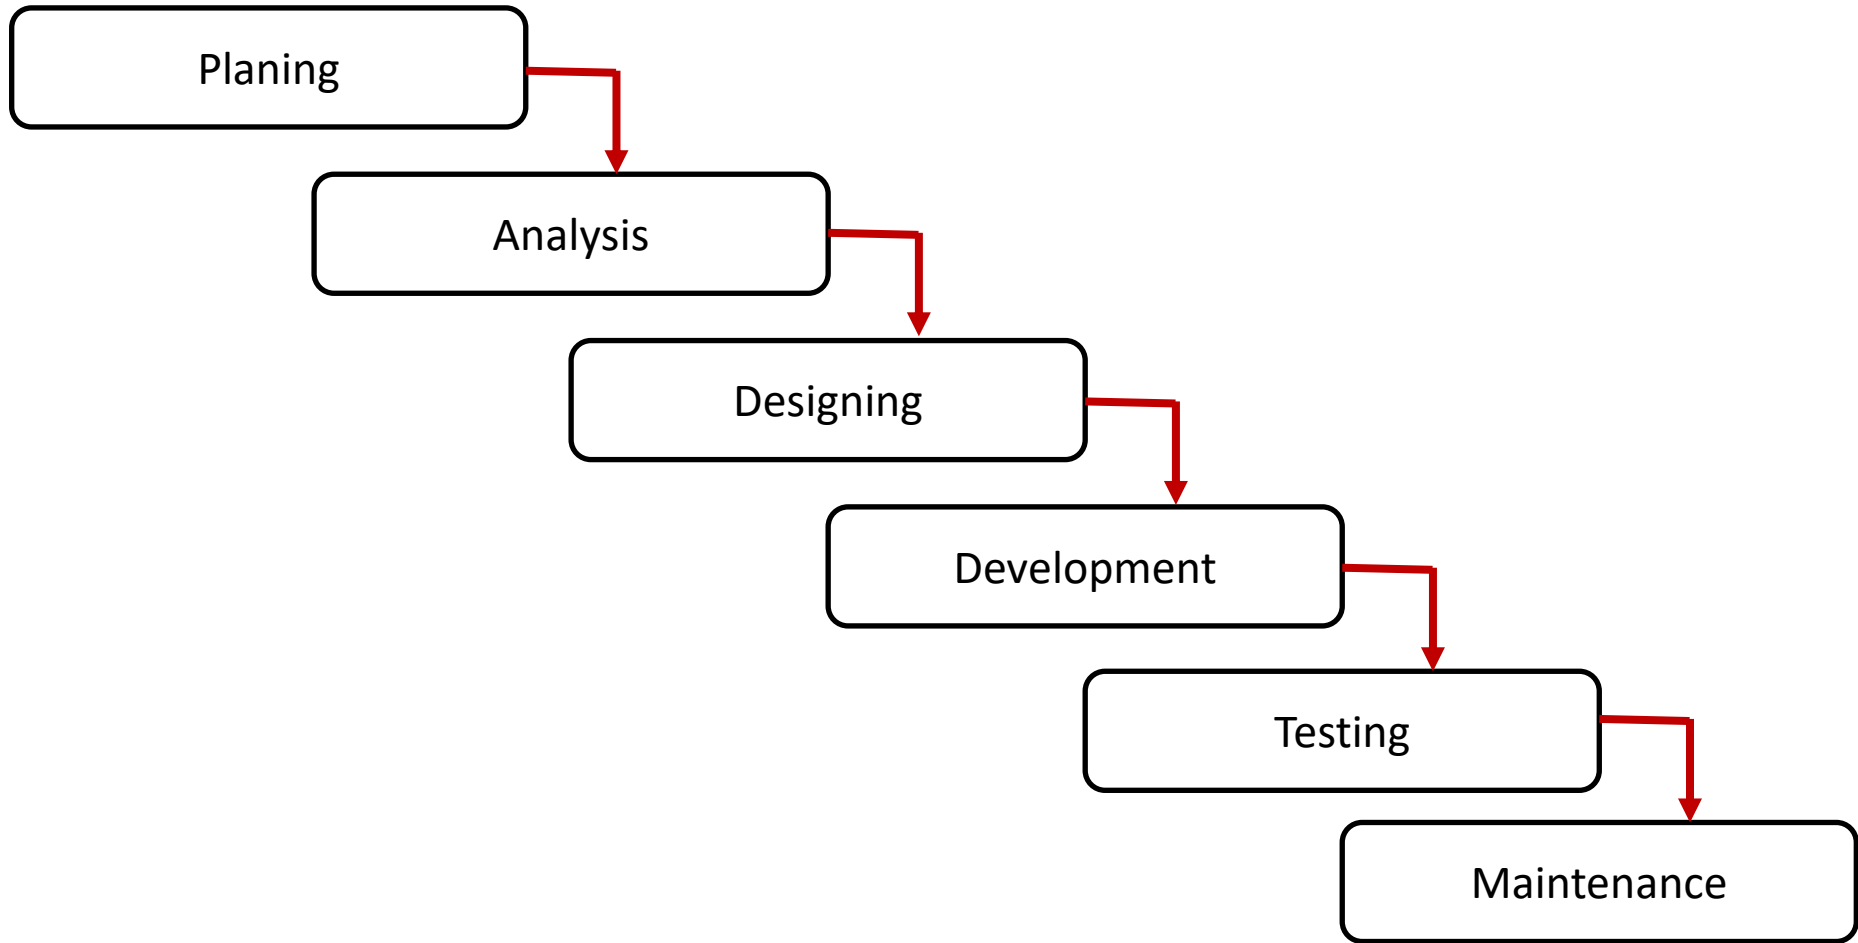 Planing
Analysis
Designing
Development
Testing
Maintenance